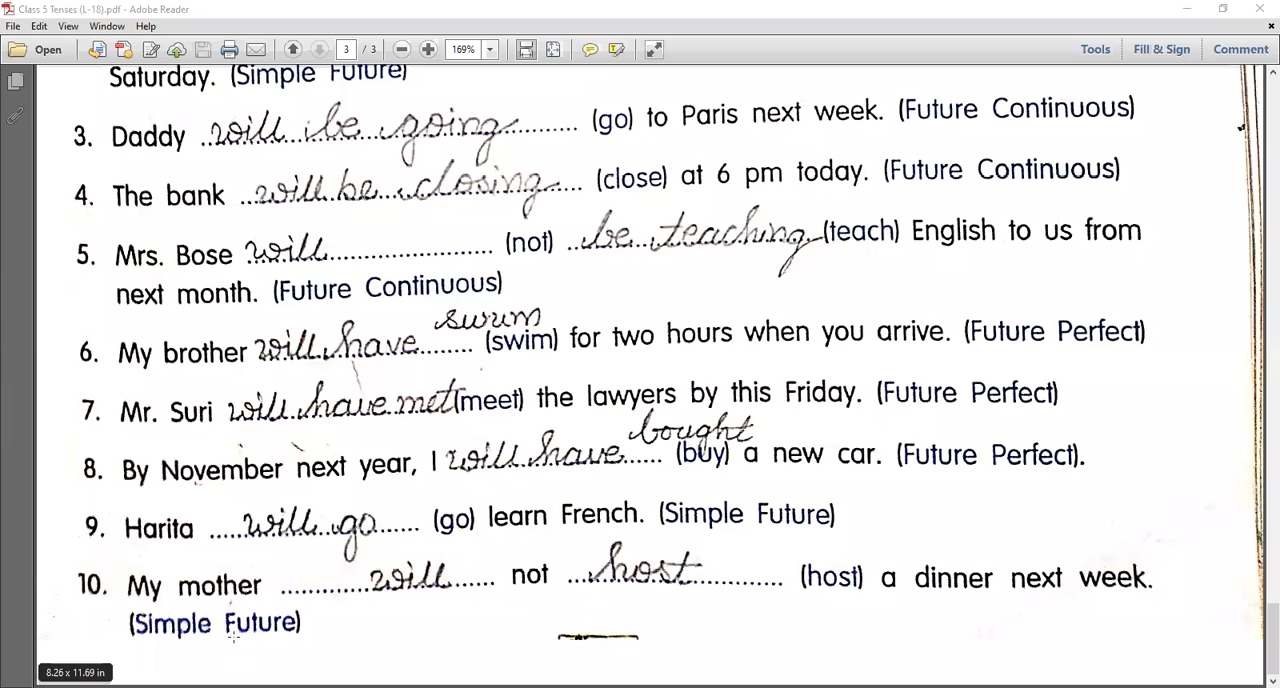 Class 5 Tenses (L-18).pdf - Adobe Reader
File Edit View Window Help
Open 3 / 3 169% Tools Fill & Sign Comment
Saturday. (Simple Future)
3. Daddy will be going (go) to Paris next week. (Future Continuous)
4. The bank will be closing (close) at 6 pm today. (Future Continuous)
5. Mrs. Bose will (not) be teaching (teach) English to us from
next month. (Future Continuous)
6. My brother will have swum (swim) for two hours when you arrive. (Future Perfect)
7. Mr. Suri will have met (meet) the lawyers by this Friday. (Future Perfect)
8. By November next year, I will have bought (buy) a new car. (Future Perfect).
9. Harita will go (go) learn French. (Simple Future)
10. My mother will not host (host) a dinner next week.
(Simple Future)
8.26 x 11.69 in